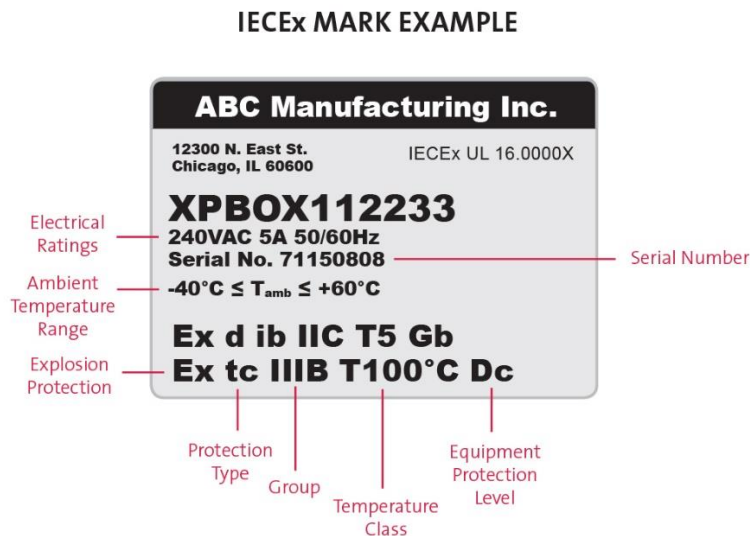 IECEx MARK EXAMPLE
ABC Manufacturing Inc.
12300 N. East St.
Chicago, IL 60600
IECEx UL 16.0000X
XPBOX112233
Electrical
Ratings
240VAC 5A 50/60Hz
Serial No. 71150808
Serial Number
Ambient
Temperature
Range
-40°C ≤ Tamb ≤ +60°C
Ex d ib IIC T5 Gb
Explosion
Protection
Ex tc IIIB T100°C Dc
Protection
Type
Group
Temperature
Class
Equipment
Protection
Level